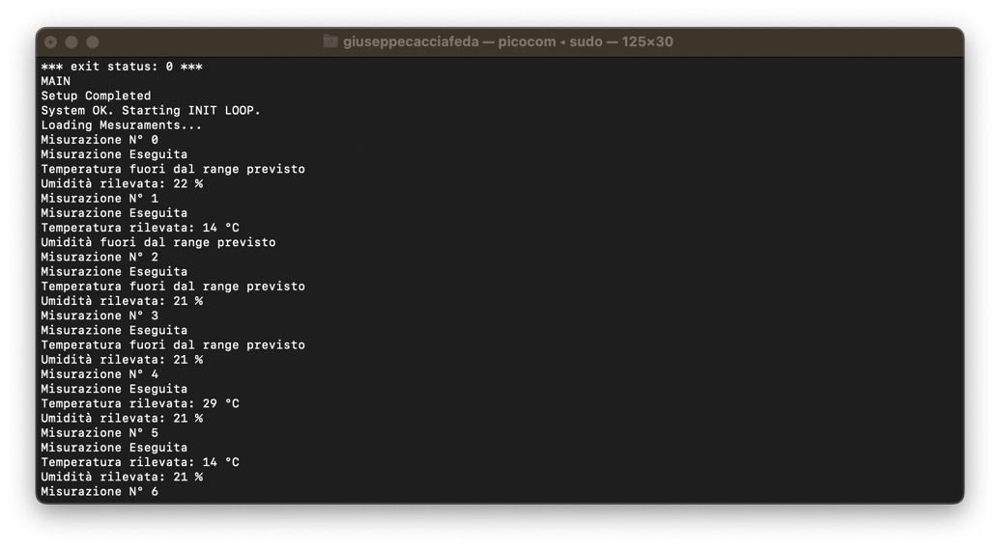 giuseppecacciafeda — picocom ◂ sudo — 125×30
*** exit status: 0 ***
MAIN
Setup Completed
System OK. Starting INIT LOOP.
Loading Mesuraments...
Misurazione N° 0
Misurazione Eseguita
Temperatura fuori dal range previsto
Umidità rilevata: 22 %
Misurazione N° 1
Misurazione Eseguita
Temperatura rilevata: 14 °C
Umidità fuori dal range previsto
Misurazione N° 2
Misurazione Eseguita
Temperatura fuori dal range previsto
Umidità rilevata: 21 %
Misurazione N° 3
Misurazione Eseguita
Temperatura fuori dal range previsto
Umidità rilevata: 21 %
Misurazione N° 4
Misurazione Eseguita
Temperatura rilevata: 29 °C
Umidità rilevata: 21 %
Misurazione N° 5
Misurazione Eseguita
Temperatura rilevata: 14 °C
Umidità rilevata: 21 %
Misurazione N° 6